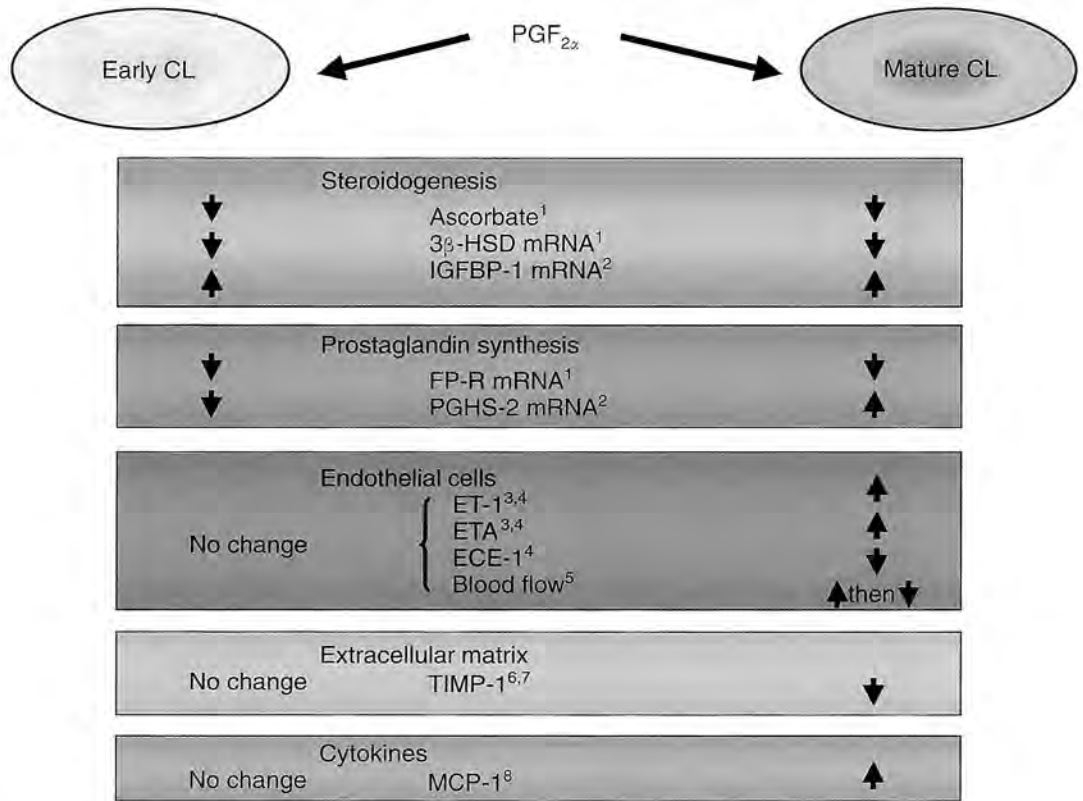 PGF2α
Early CL
Mature CL
Steroidogenesis
Ascorbate1
3β-HSD mRNA1
IGFBP-1 mRNA2
Prostaglandin synthesis
FP-R mRNA1
PGHS-2 mRNA2
Endothelial cells
ET-13,4
ETA3,4
No change
ECE-14
Blood flow5
then
Extracellular matrix
No change TIMP-16,7
Cytokines
No change MCP-18